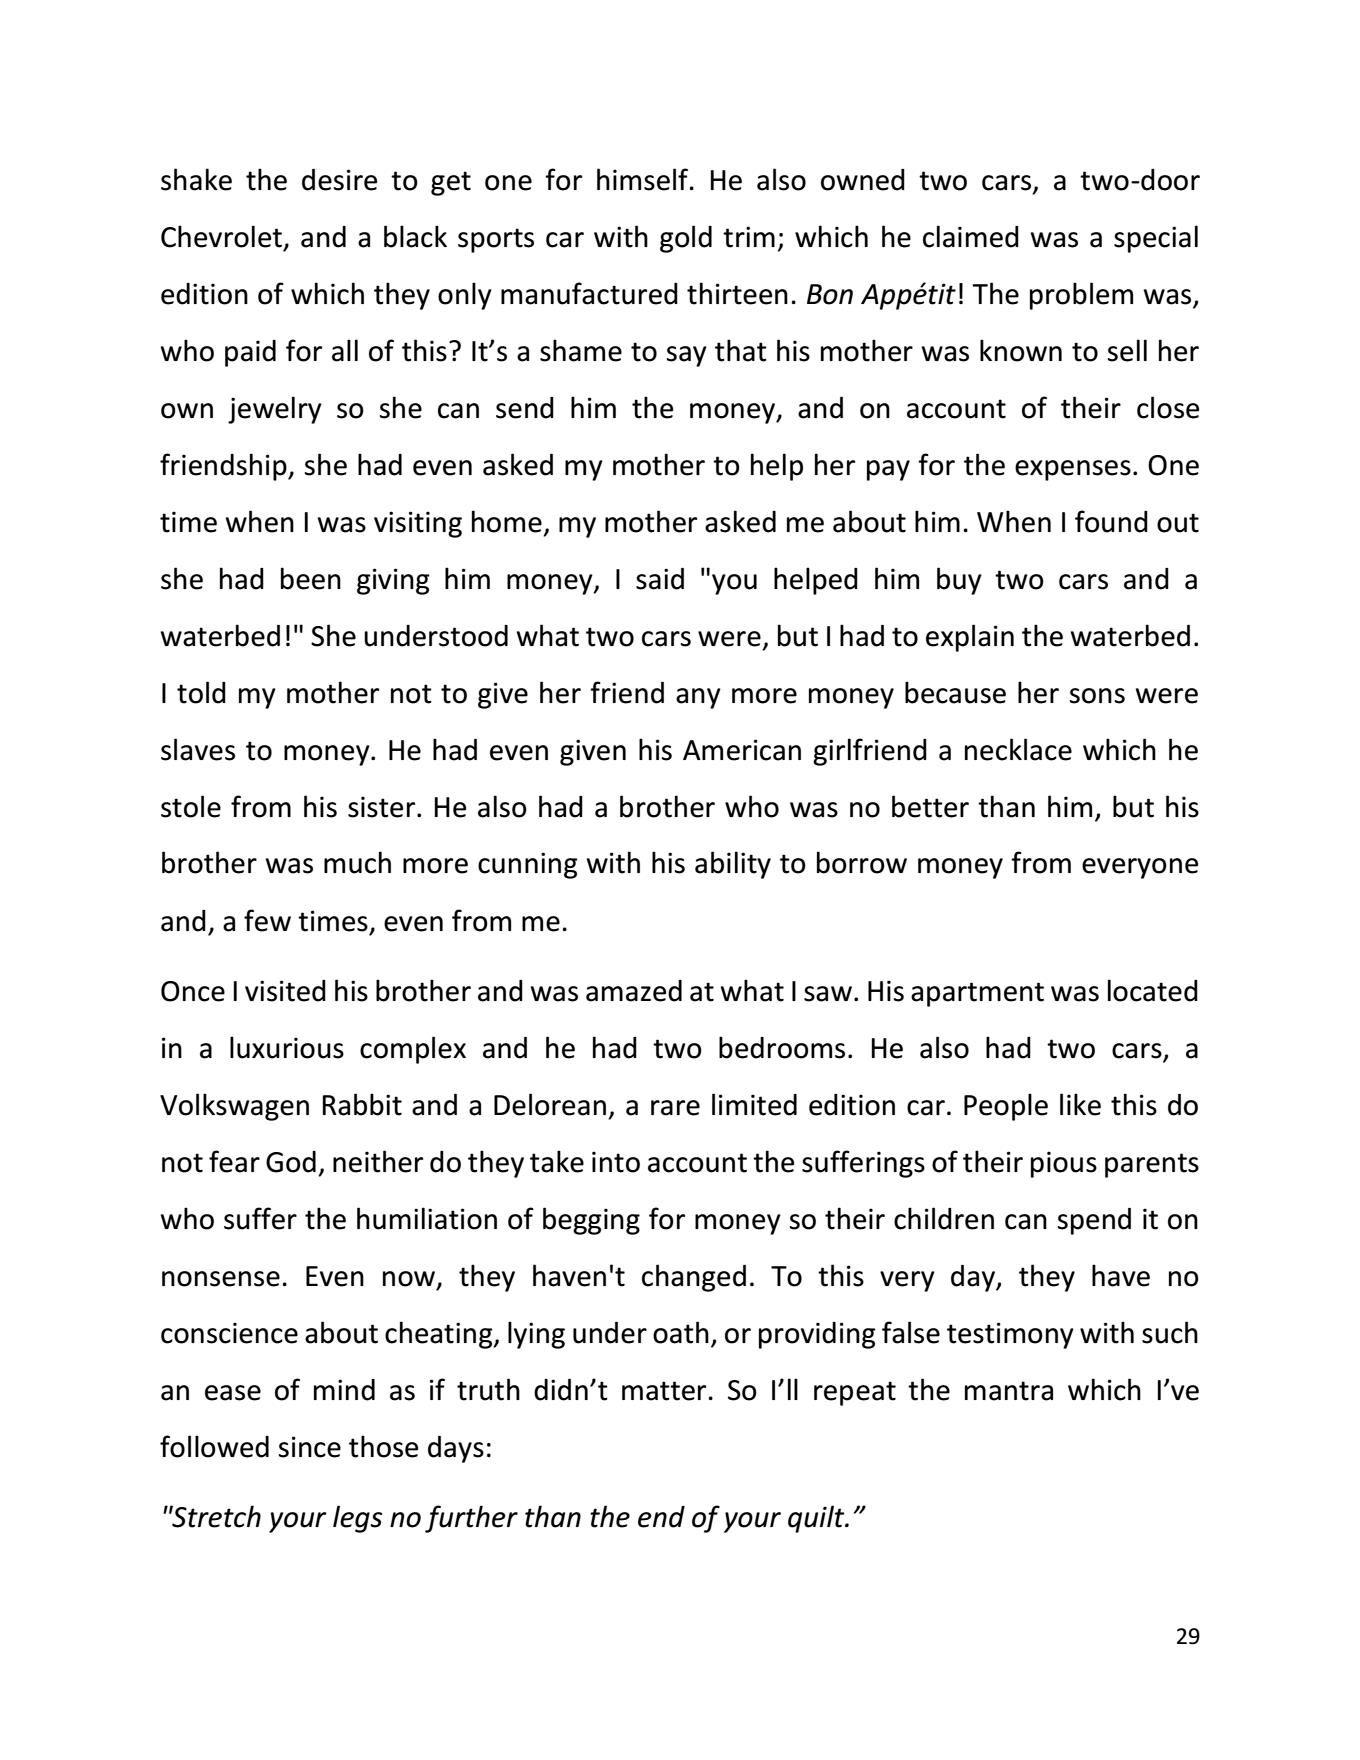 shake the desire to get one for himself. He also owned two cars, a two-door
Chevrolet, and a black sports car with gold trim; which he claimed was a special
edition of which they only manufactured thirteen. Bon Appétit! The problem was,
who paid for all of this? It’s a shame to say that his mother was known to sell her
own jewelry so she can send him the money, and on account of their close
friendship, she had even asked my mother to help her pay for the expenses. One
time when I was visiting home, my mother asked me about him. When I found out
she had been giving him money, I said "you helped him buy two cars and a
waterbed!" She understood what two cars were, but I had to explain the waterbed.
I told my mother not to give her friend any more money because her sons were
slaves to money. He had even given his American girlfriend a necklace which he
stole from his sister. He also had a brother who was no better than him, but his
brother was much more cunning with his ability to borrow money from everyone
and, a few times, even from me.
Once I visited his brother and was amazed at what I saw. His apartment was located
in a luxurious complex and he had two bedrooms. He also had two cars, a
Volkswagen Rabbit and a Delorean, a rare limited edition car. People like this do
not fear God, neither do they take into account the sufferings of their pious parents
who suffer the humiliation of begging for money so their children can spend it on
nonsense. Even now, they haven't changed. To this very day, they have no
conscience about cheating, lying under oath, or providing false testimony with such
an ease of mind as if truth didn’t matter. So I’ll repeat the mantra which I’ve
followed since those days:
"Stretch your legs no further than the end of your quilt.”
29